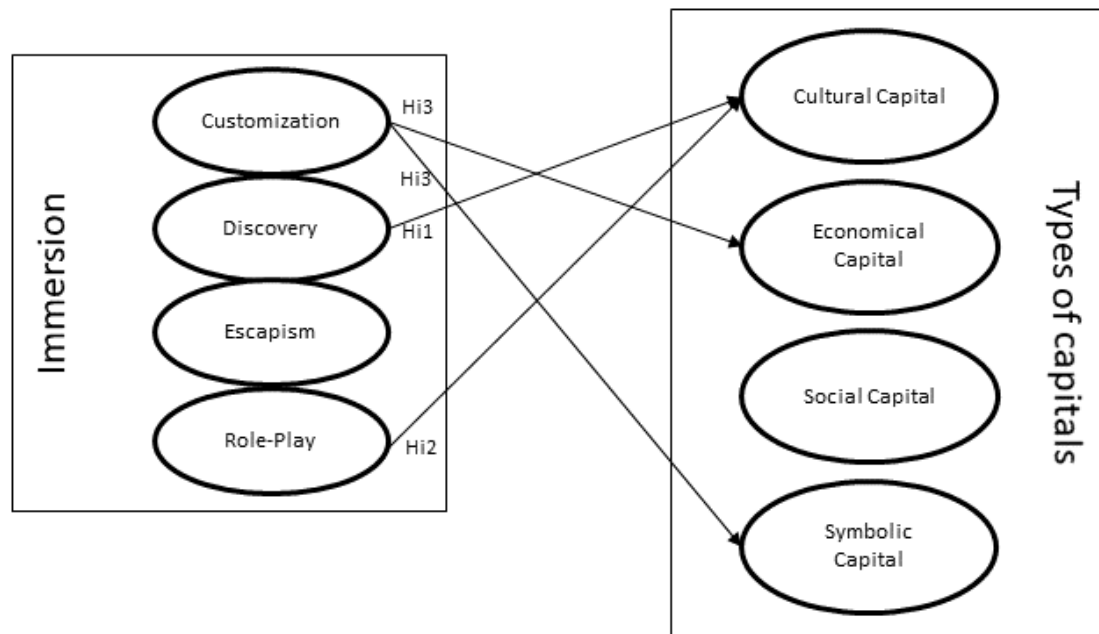 Immersion
Customization
Discovery
Escapism
Role-Play
Hi3
Hi3
Hi1
Hi2
Cultural Capital
Economical
Capital
Social Capital
Symbolic
Capital
Types of capitals